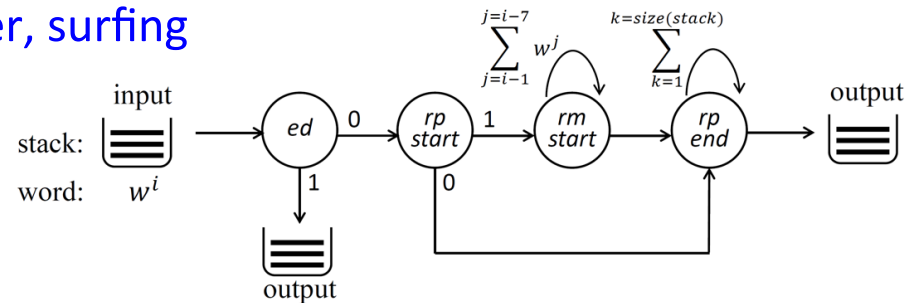 er, surfing
j=i-7
∑ w^j
j=i-1
k=size(stack)
∑
k=1
input
stack:
word: w^i
ed
0
1
output
rp
start
1
0
rm
start
rp
end
output